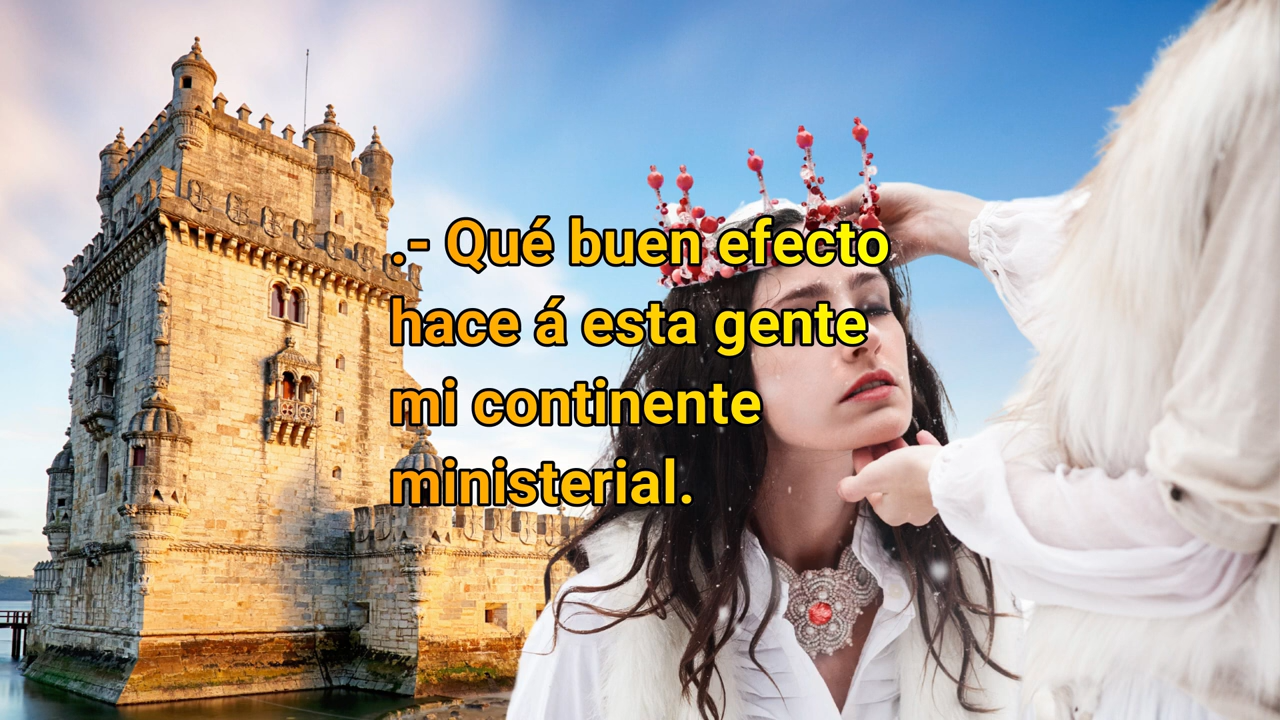 .- Qué buen efecto
hace á esta gente
mi continente
ministerial.